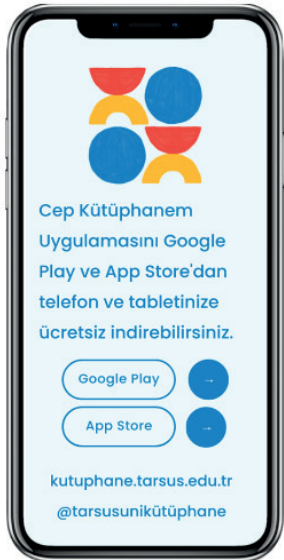 Cep Kütüphanem
Uygulamasını Google
Play ve App Store'dan
telefon ve tabletinize
ücretsiz indirebilirsiniz.
Google Play →
App Store →
kutuphane.tarsus.edu.tr
@tarsusunikütüphane